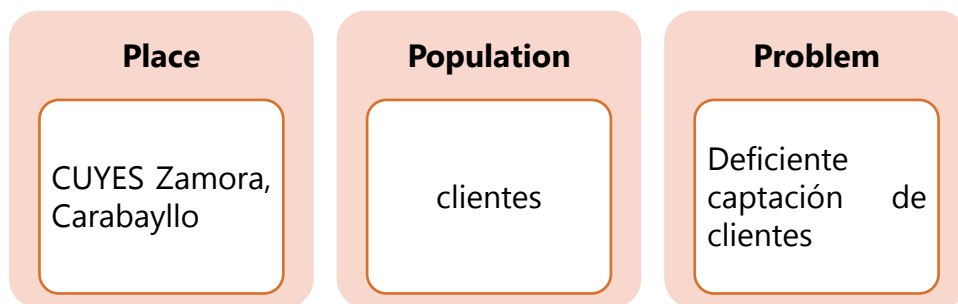 Place
CUYES Zamora,
Carabayllo
Population
clientes
Problem
Deficiente
captación de
clientes